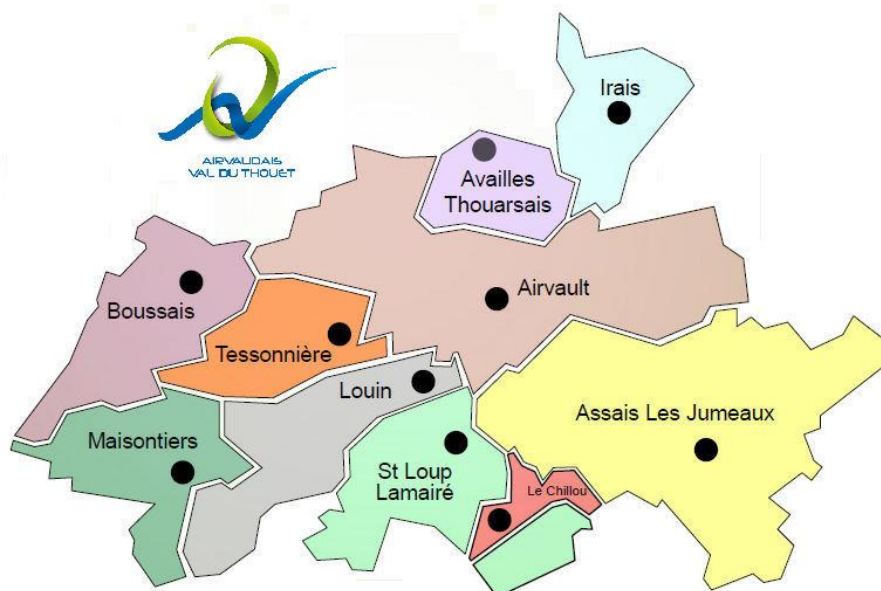 AIRVAUDAIS
VAL DU THOUET
Irais
Availles
Thouarsais
Airvault
Boussais
Tessonnière
Louin
Assais Les Jumeaux
Maisontiers
St Loup
Lamairé
Le Chillou